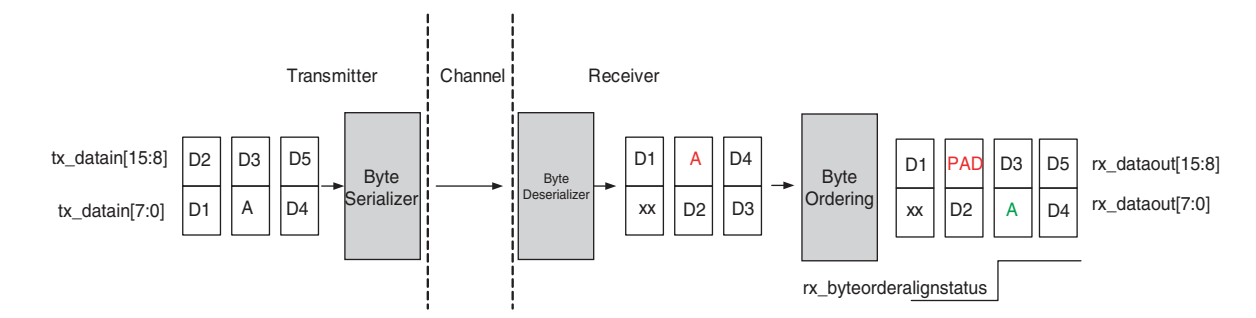 Transmitter Channel Receiver
tx_datain[15:8] D2 D3 D5 D1 A D4 D1 PAD D3 D5 rx_dataout[15:8]
Byte Serializer
Byte Deserializer
Byte Ordering
tx_datain[7:0] D1 A D4 xx D2 D3 xx D2 A D4 rx_dataout[7:0]
rx_byteorderalignstatus